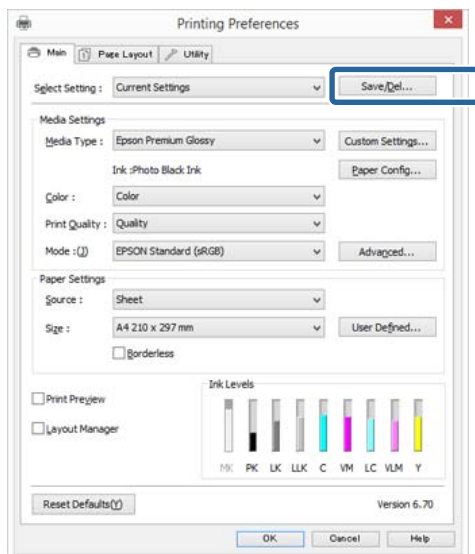 Printing Preferences
Main Page Layout Utility
Select Setting : Current Settings Save/Del...
Media Settings
Media Type : Epson Premium Glossy Custom Settings...
Ink :Photo Black Ink Paper Config...
Color : Color
Print Quality : Quality
Mode :(J) EPSON Standard (sRGB) Advanced...
Paper Settings
Source : Sheet
Size : A4 210 x 297 mm User Defined...
Borderless
Ink Levels
Print Preview
Layout Manager
MK PK LK LLK C VM LC VLM Y
Reset Defaults(Y) Version 6.70
OK Cancel Help